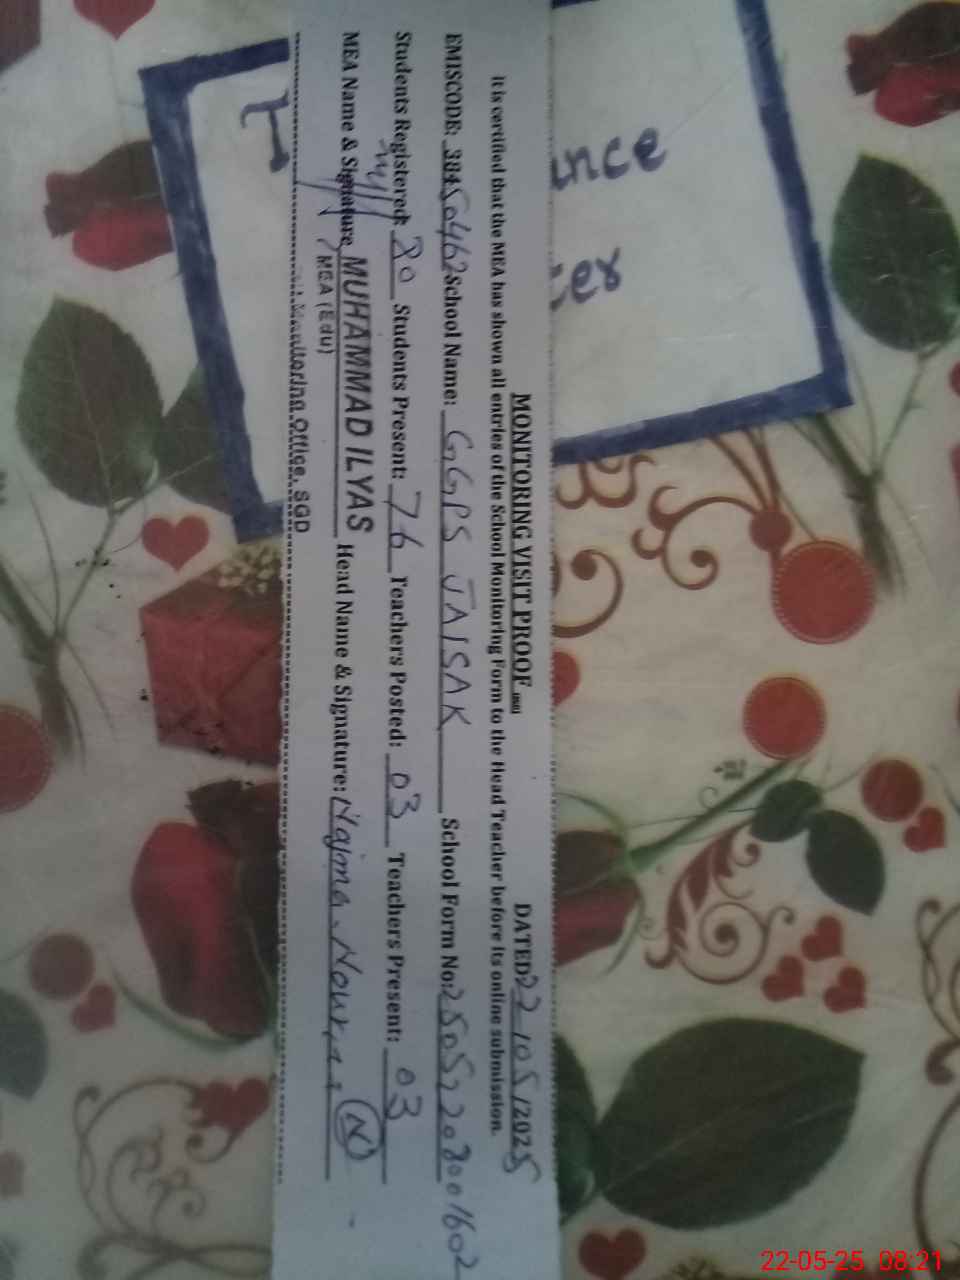 MONITORING VISIT PROOF DATED 22/05/2025
It is certified that the MEA has shown all entries of the School Monitoring Form to the Head Teacher before its online submission.
EMISCODE: 38450462 School Name: GGPS JAISAK School Form No: 25052208001602
Students Registered: 80 Students Present: 76 Teachers Posted: 03 Teachers Present: 03
MEA Name & Signature MUHAMMAD ILYAS Head Name & Signature: Najma
MEA (Edu)
Monitoring Office, SGD
ance
22-05-25 08:21